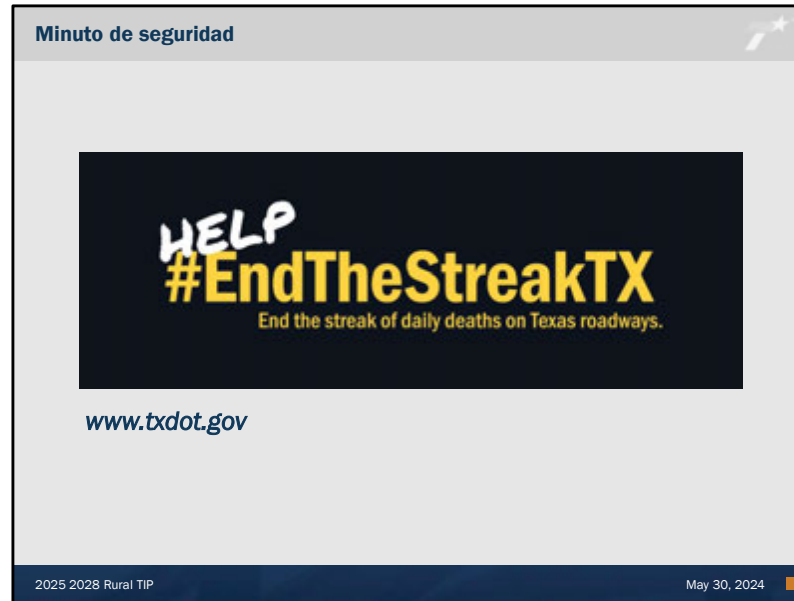 Minuto de seguridad
HELP
#EndTheStreakTX
End the streak of daily deaths on Texas roadways.
www.txdot.gov
2025 2028 Rural TIP
May 30, 2024